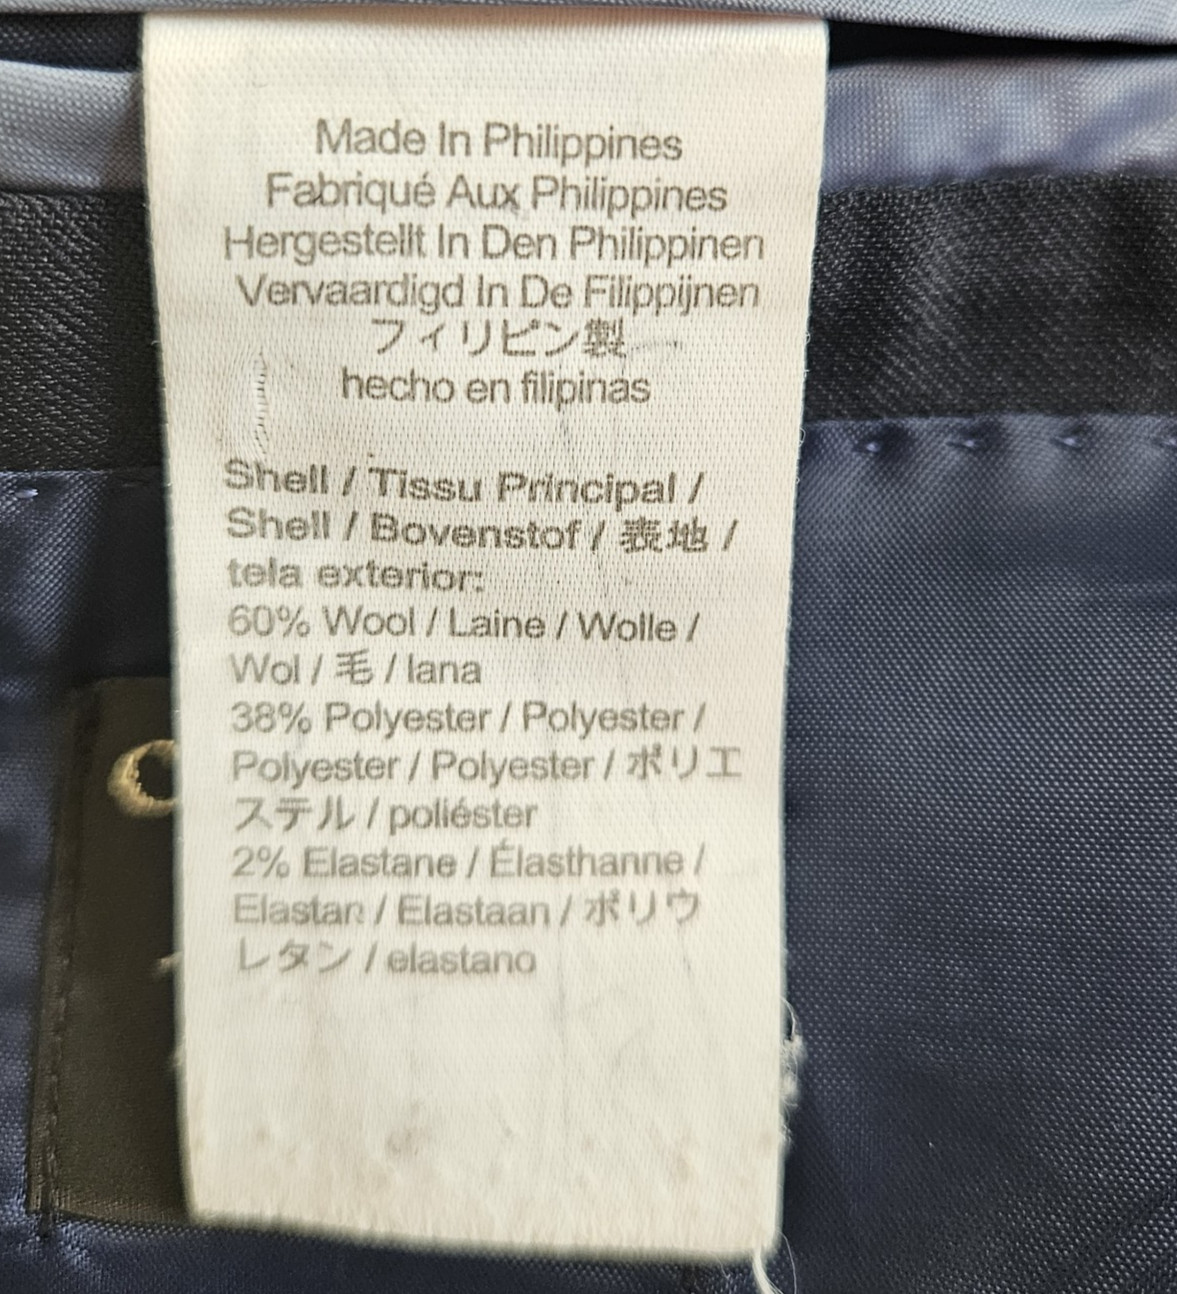 Made In Philippines
Fabriqué Aux Philippines
Hergestellt In Den Philippinen
Vervaardigd In De Filippijnen
フィリピン製
hecho en filipinas
Shell / Tissu Principal /
Shell / Bovenstof / 表地 /
tela exterior:
60% Wool / Laine / Wolle /
Wol / 毛 / lana
38% Polyester / Polyester /
Polyester / Polyester / ポリエ
ステル / poliéster
2% Elastane / Élasthanne /
Elastan / Elastaan / ポリウ
レタン / elastano